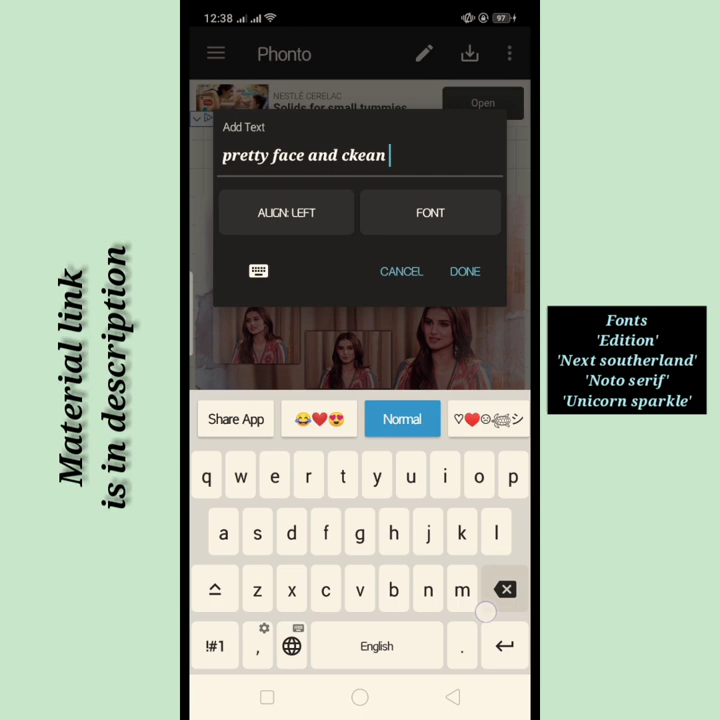 12:38
97
Phonto
NESTLÉ CERELAC
Solids for small tummies
Open
Add Text
pretty face and ckean
ALIGN: LEFT
FONT
CANCEL
DONE
Material link
is in description
Fonts
'Edition'
'Next southerland'
'Noto serif'
'Unicorn sparkle'
Share App
😂❤️😍
Normal
♡♥☺🐢シ
q w e r t y u i o p
a s d f g h j k l
z x c v b n m
!#1
,
English
.